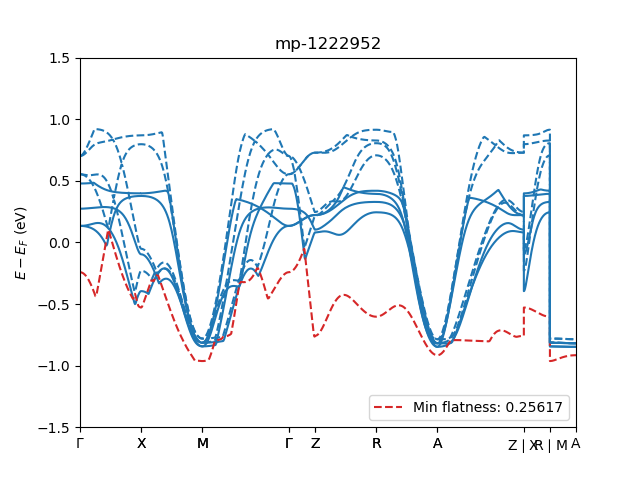 mp-1222952
1.5
1.0
0.5
0.0
−0.5
−1.0
−1.5
E − E_F (eV)
Min flatness: 0.25617
Γ X M Γ Z R A Z | X R | M A